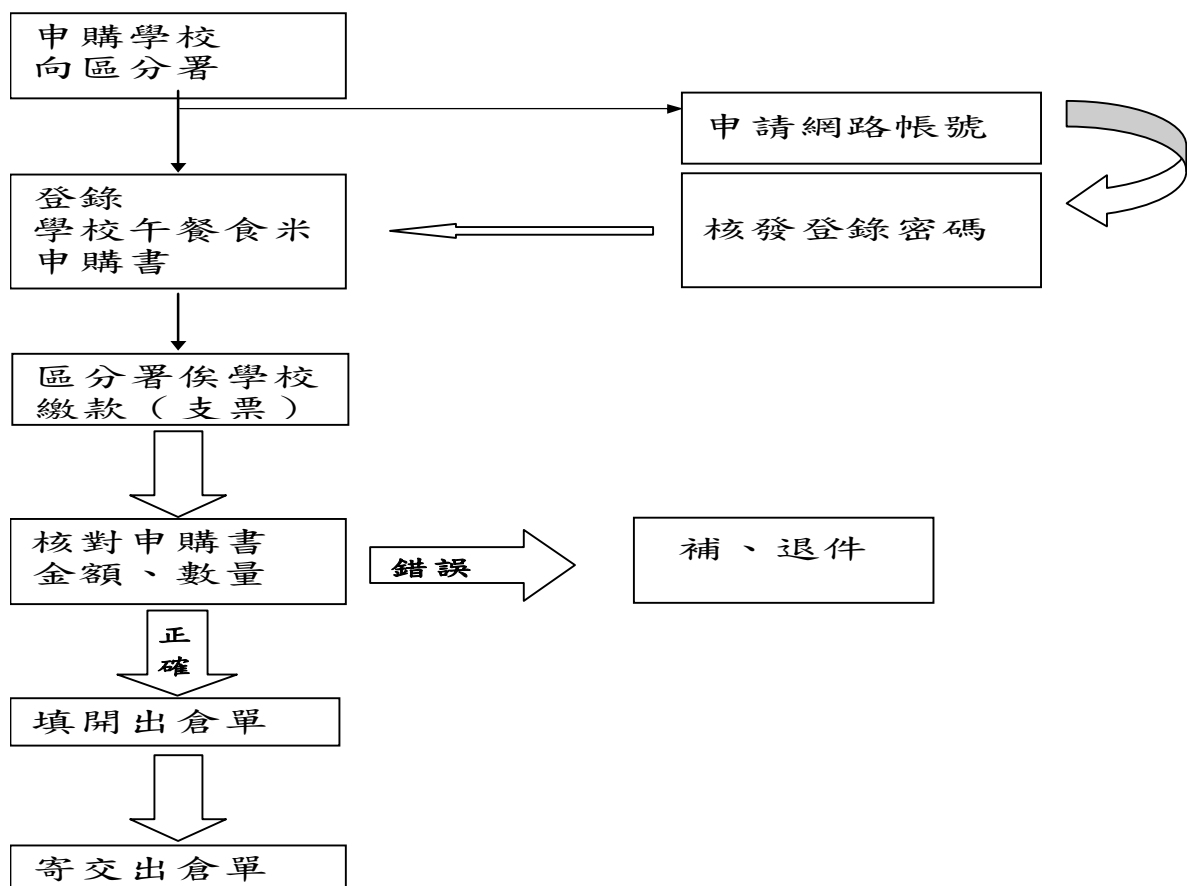 申購學校
向區分署
申請網路帳號
登錄
學校午餐食米
申購書
核發登錄密碼
區分署俟學校
繳款（支票）
核對申購書
金額、數量
錯誤
補、退件
正
確
填開出倉單
寄交出倉單